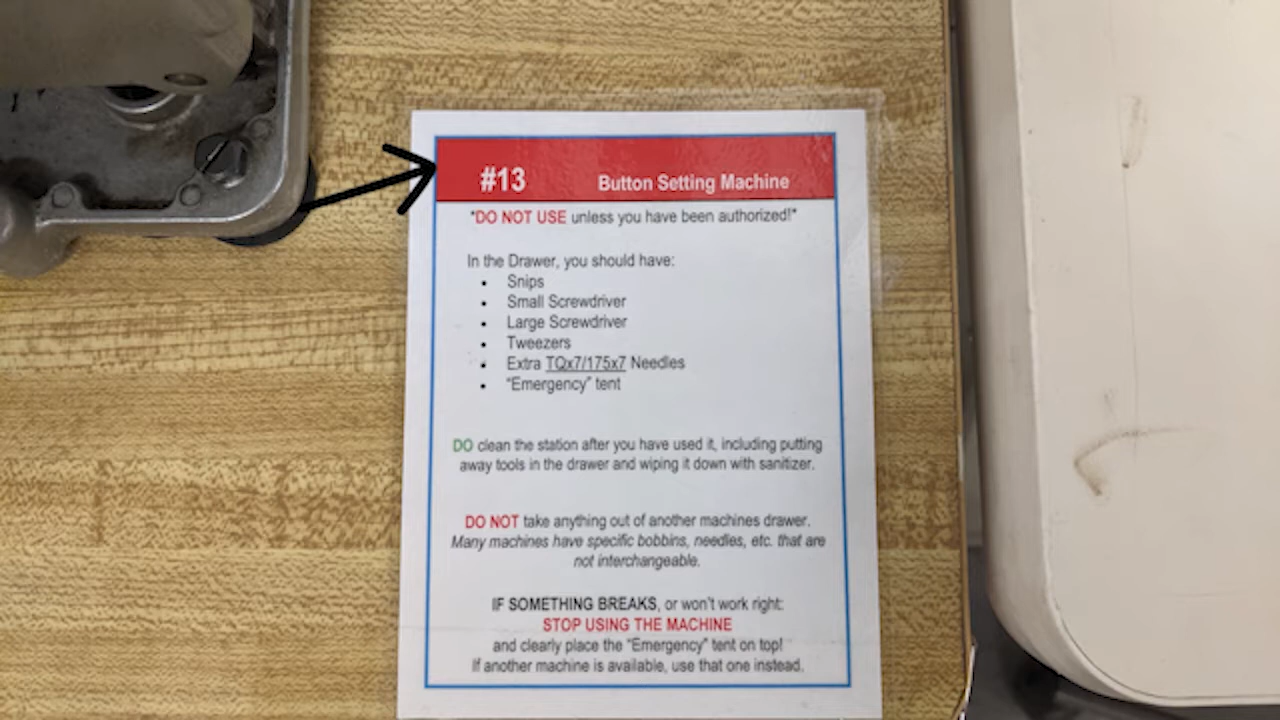 #13 Button Setting Machine
*DO NOT USE unless you have been authorized!*
In the Drawer, you should have:
• Snips
• Small Screwdriver
• Large Screwdriver
• Tweezers
• Extra TQx7/175x7 Needles
• “Emergency” tent
DO clean the station after you have used it, including putting
away tools in the drawer and wiping it down with sanitizer.
DO NOT take anything out of another machines drawer.
Many machines have specific bobbins, needles, etc. that are
not interchangeable.
IF SOMETHING BREAKS, or won’t work right:
STOP USING THE MACHINE
and clearly place the “Emergency” tent on top!
If another machine is available, use that one instead.